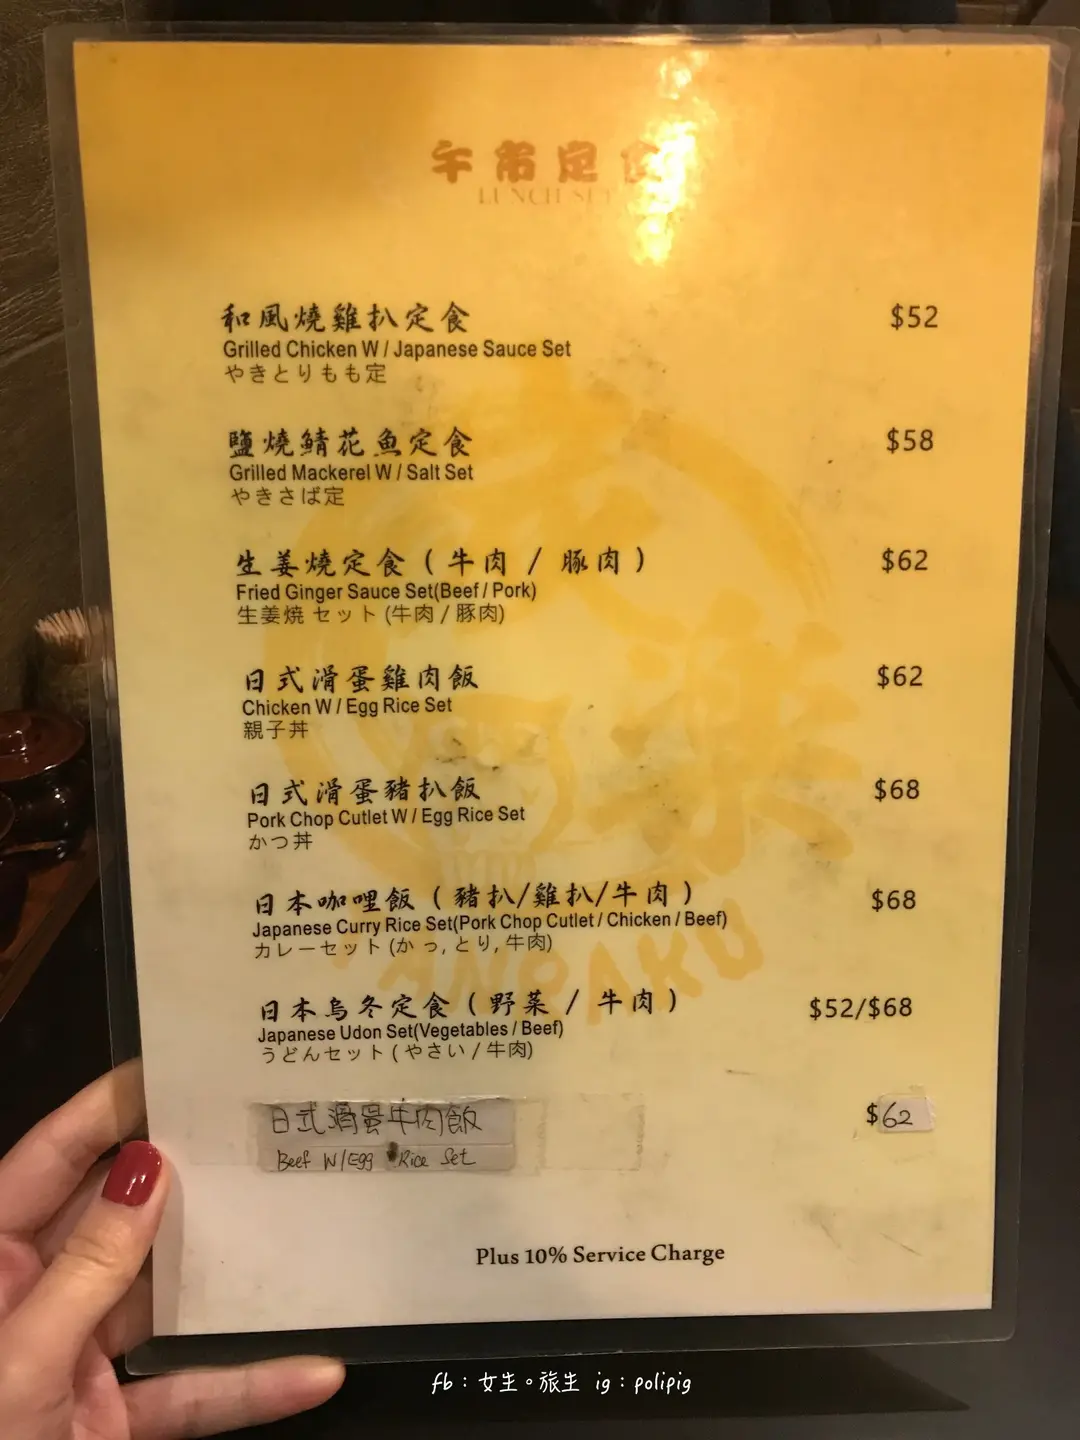 午市定食
LUNCH SET
和風燒雞扒定食 $52
Grilled Chicken W / Japanese Sauce Set
やきとりもも定
鹽燒鯖花魚定食 $58
Grilled Mackerel W / Salt Set
やきさば定
生姜燒定食 ( 牛肉 / 豚肉 ) $62
Fried Ginger Sauce Set(Beef / Pork)
生姜焼 セット (牛肉 / 豚肉)
日式滑蛋雞肉飯 $62
Chicken W / Egg Rice Set
親子丼
日式滑蛋豬扒飯 $68
Pork Chop Cutlet W / Egg Rice Set
かつ丼
日本咖哩飯 ( 豬扒/雞扒/牛肉 ) $68
Japanese Curry Rice Set(Pork Chop Cutlet / Chicken / Beef)
カレーセット (かっ, とり, 牛肉)
日本烏冬定食 ( 野菜 / 牛肉 ) $52/$68
Japanese Udon Set(Vegetables / Beef)
うどんセット ( やさい / 牛肉)
日式滑蛋牛肉飯 $62
Beef W/Egg Rice Set
Plus 10% Service Charge
fb : 女生。旅生 ig : polipig